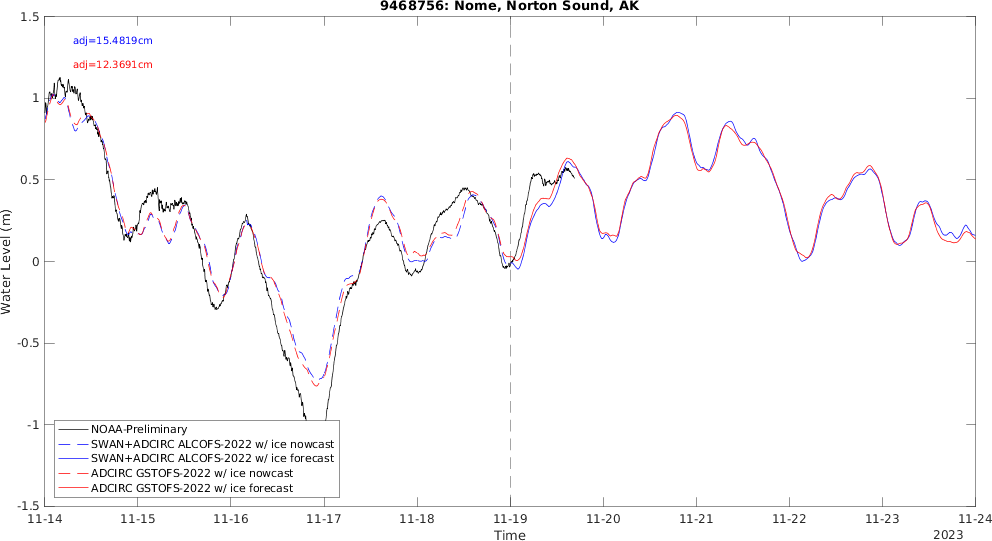 9468756: Nome, Norton Sound, AK
1.5
adj=15.4819cm
adj=12.3691cm
1
0.5
0
-0.5
-1
-1.5
Water Level (m)
NOAA-Preliminary
SWAN+ADCIRC ALCOFS-2022 w/ ice nowcast
SWAN+ADCIRC ALCOFS-2022 w/ ice forecast
ADCIRC GSTOFS-2022 w/ ice nowcast
ADCIRC GSTOFS-2022 w/ ice forecast
11-14 11-15 11-16 11-17 11-18 11-19 11-20 11-21 11-22 11-23 11-24
Time
2023